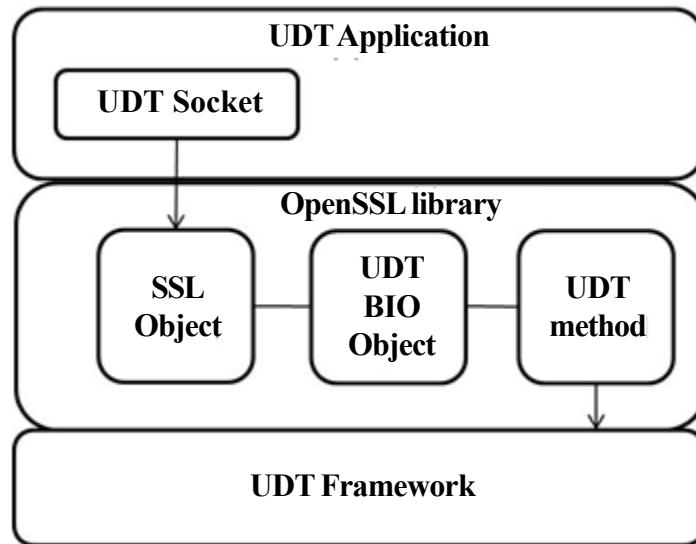 UDT Application
UDT Socket
OpenSSL library
SSL
Object
UDT
BIO
Object
UDT
method
UDT Framework